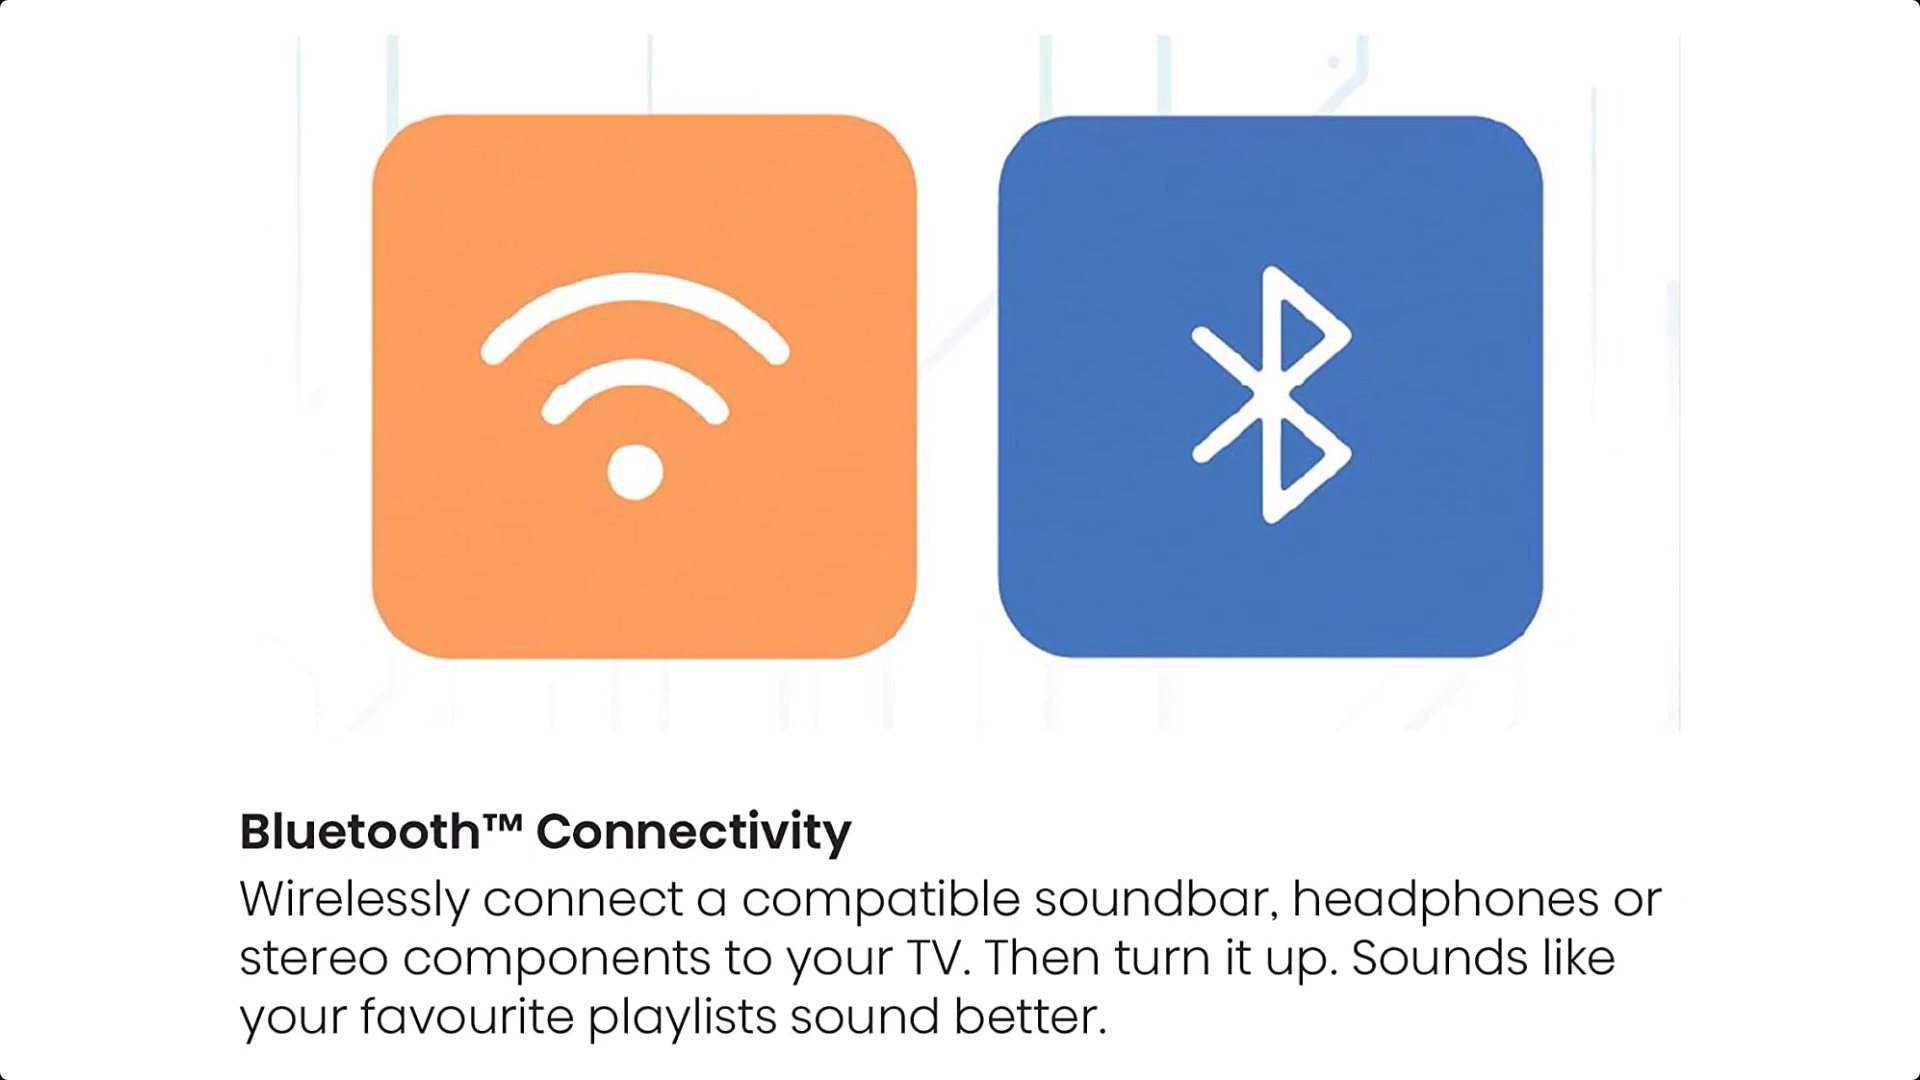 Bluetooth™ Connectivity
Wirelessly connect a compatible soundbar, headphones or
stereo components to your TV. Then turn it up. Sounds like
your favourite playlists sound better.